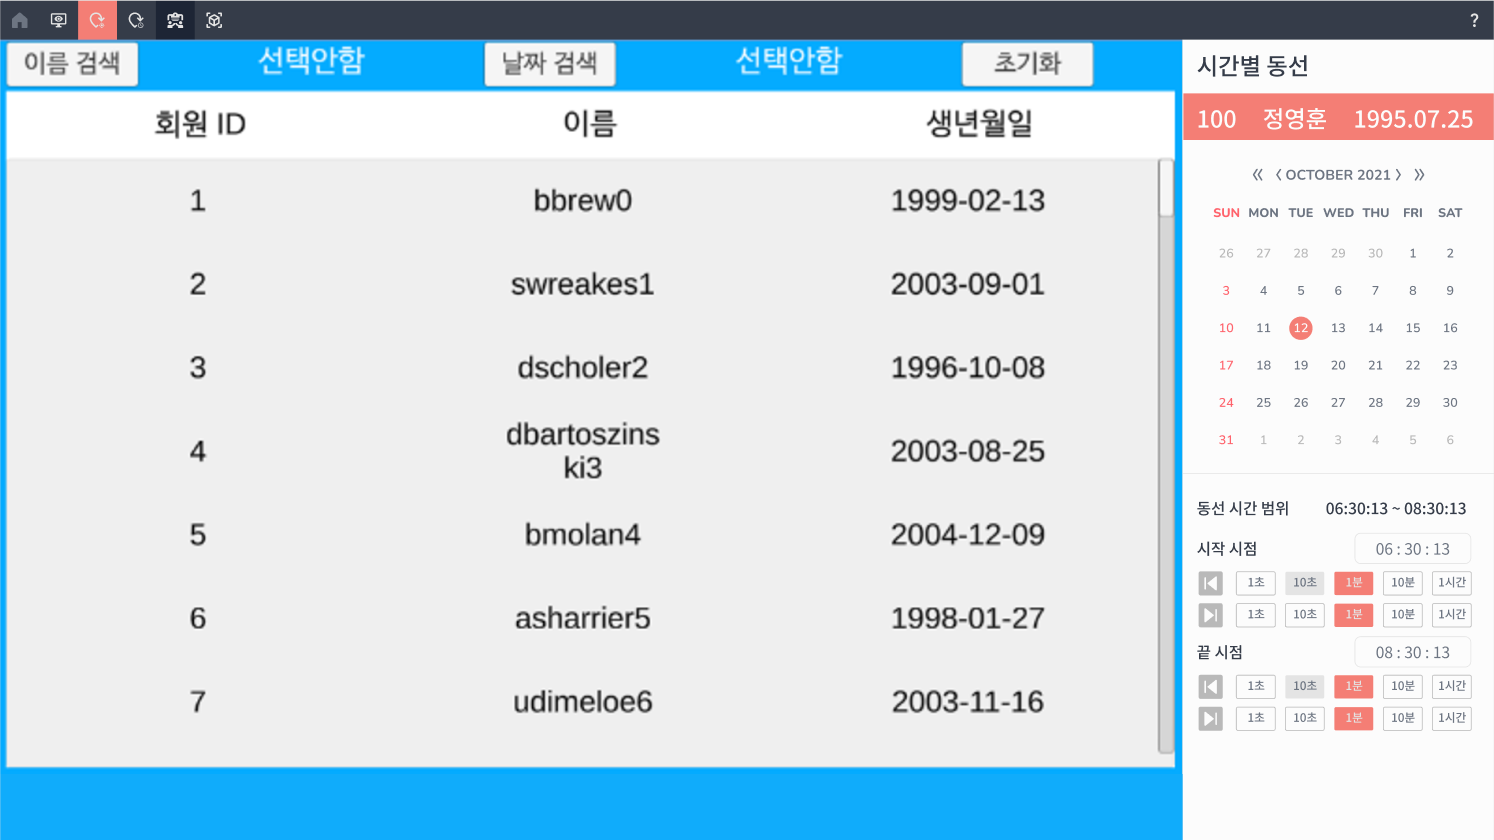 ?
이름 검색 선택안함 날짜 검색 선택안함 초기화
회원 ID 이름 생년월일
1 bbrew0 1999-02-13
2 swreakes1 2003-09-01
3 dscholer2 1996-10-08
4 dbartoszins
ki3 2003-08-25
5 bmolan4 2004-12-09
6 asharrier5 1998-01-27
7 udimeloe6 2003-11-16
시간별 동선
100 정영훈 1995.07.25
« ‹ OCTOBER 2021 › »
SUN MON TUE WED THU FRI SAT
26 27 28 29 30 1 2
3 4 5 6 7 8 9
10 11 12 13 14 15 16
17 18 19 20 21 22 23
24 25 26 27 28 29 30
31 1 2 3 4 5 6
동선 시간 범위 06:30:13 ~ 08:30:13
시작 시점 06 : 30 : 13
1초 10초 1분 10분 1시간
1초 10초 1분 10분 1시간
끝 시점 08 : 30 : 13
1초 10초 1분 10분 1시간
1초 10초 1분 10분 1시간